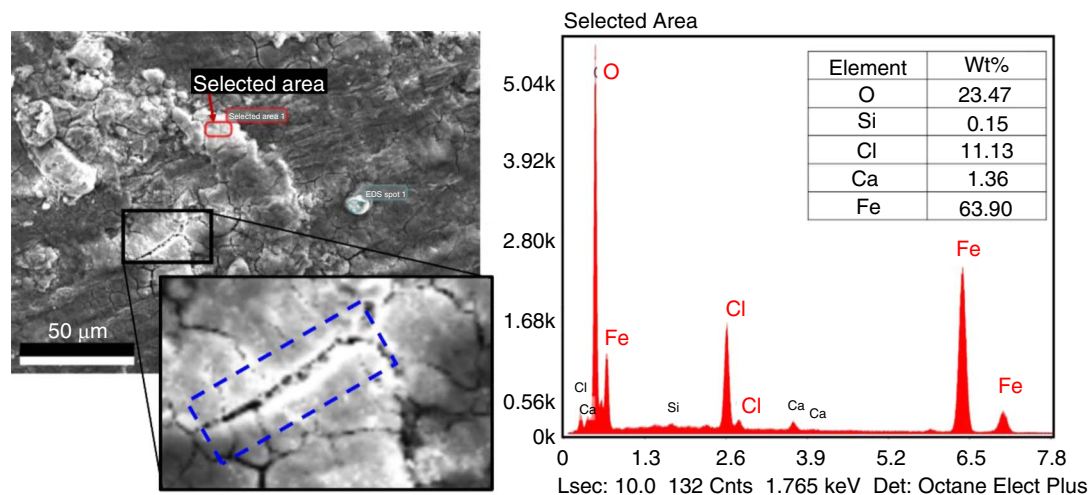 Selected area
Selected area 1
EDS spot 1
50 μm
Selected Area
5.04k
3.92k
2.80k
1.68k
0.56k
0k
O
Fe
Cl
Ca
Si
Cl
Cl
Ca
Ca
Fe
Fe
Element Wt%
O 23.47
Si 0.15
Cl 11.13
Ca 1.36
Fe 63.90
0 1.3 2.6 3.9 5.2 6.5 7.8
Lsec: 10.0 132 Cnts 1.765 keV Det: Octane Elect Plus